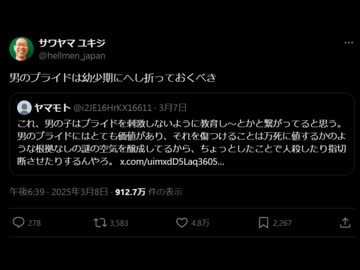 サワヤマ ユキジ
@hellmen_japan
男のプライドは幼少期にへし折っておくべき
ヤマモト @i2JE16HrKX16611 · 3月7日
これ、男の子はプライドを刺激しないように教育し〜とかと繋がってると思う。
男のプライドにはとても価値があり、それを傷つけることは万死に値するかのよ
うな根拠なしの謎の空気を醸成してるから、ちょっとしたことで人殺したり指切
断させたりするんやろ。 x.com/uimxdD5Laq3605...
午後6:39 · 2025年3月8日 · 912.7万 件の表示
278 3,583 4.8万 2,267